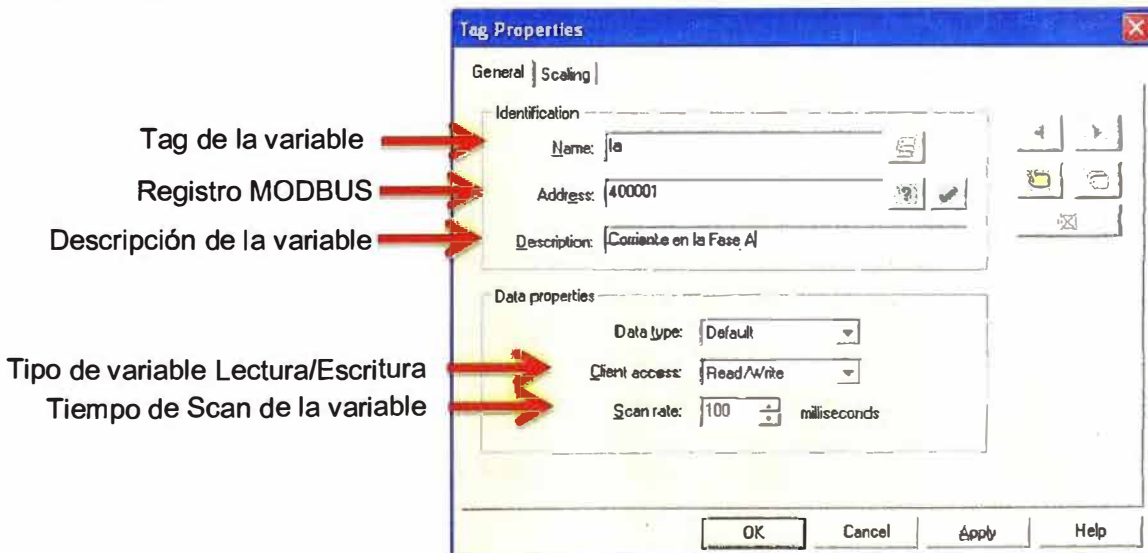 Tag Properties
General
Scaling
Identification
Tag de la variable
Name:
Ia
Registro MODBUS
Address:
400001
Descripción de la variable
Description:
Corriente en la Fase A
Data properties
Data type:
Default
Tipo de variable Lectura/Escritura
Client access:
Read/Write
Tiempo de Scan de la variable
Scan rate:
100
milliseconds
OK
Cancel
Apply
Help